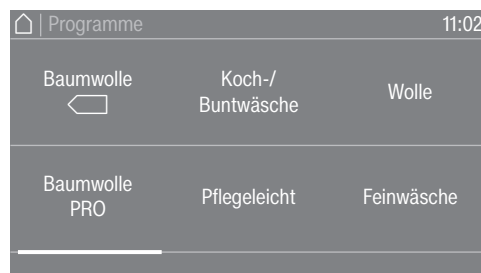 | Programme 11:02
Baumwolle
Koch-/
Buntwäsche
Wolle
Baumwolle
PRO
Pflegeleicht
Feinwäsche